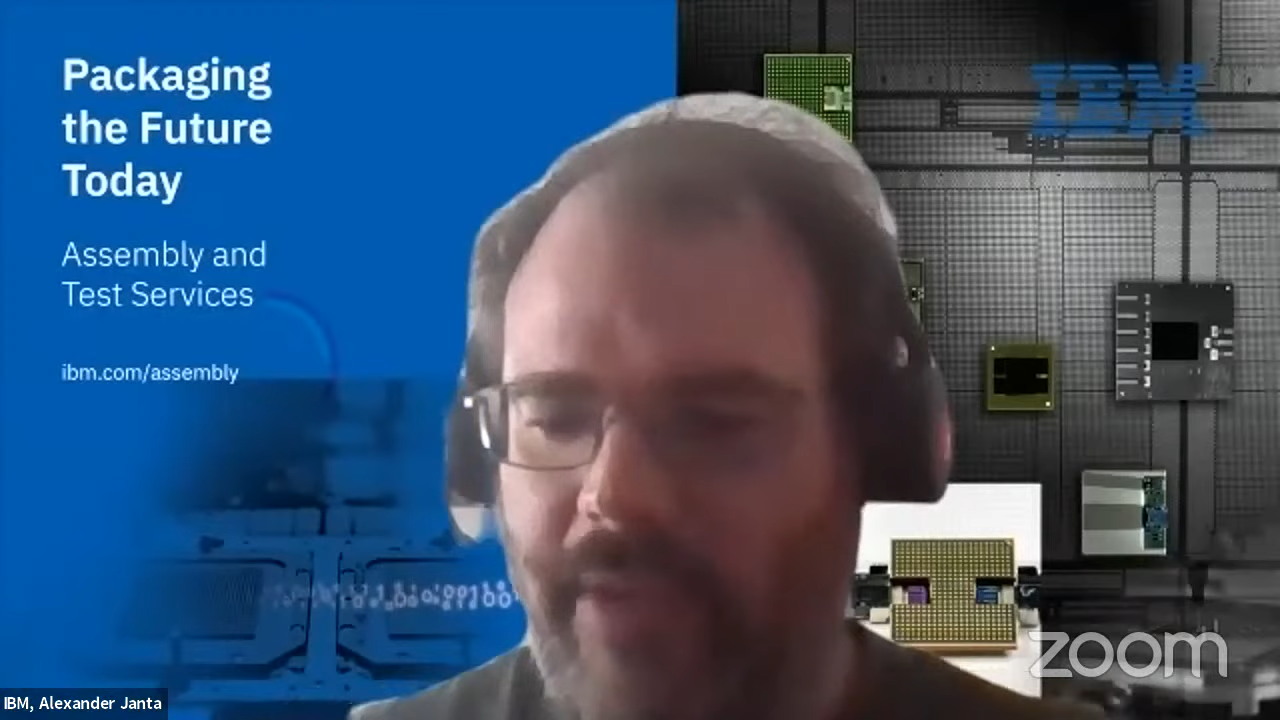 Packaging
the Future
Today
Assembly and
Test Services
ibm.com/assembly
IBM
zoom
IBM, Alexander Janta